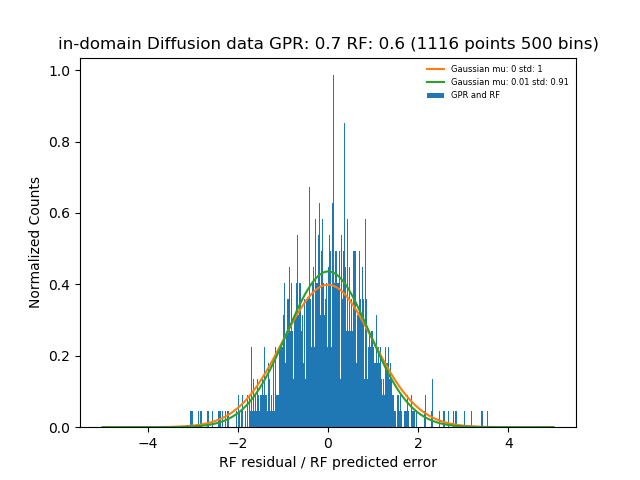 in-domain Diffusion data GPR: 0.7 RF: 0.6 (1116 points 500 bins)
Gaussian mu: 0 std: 1
Gaussian mu: 0.01 std: 0.91
GPR and RF
Normalized Counts
1.0
0.8
0.6
0.4
0.2
0.0
−4 −2 0 2 4
RF residual / RF predicted error